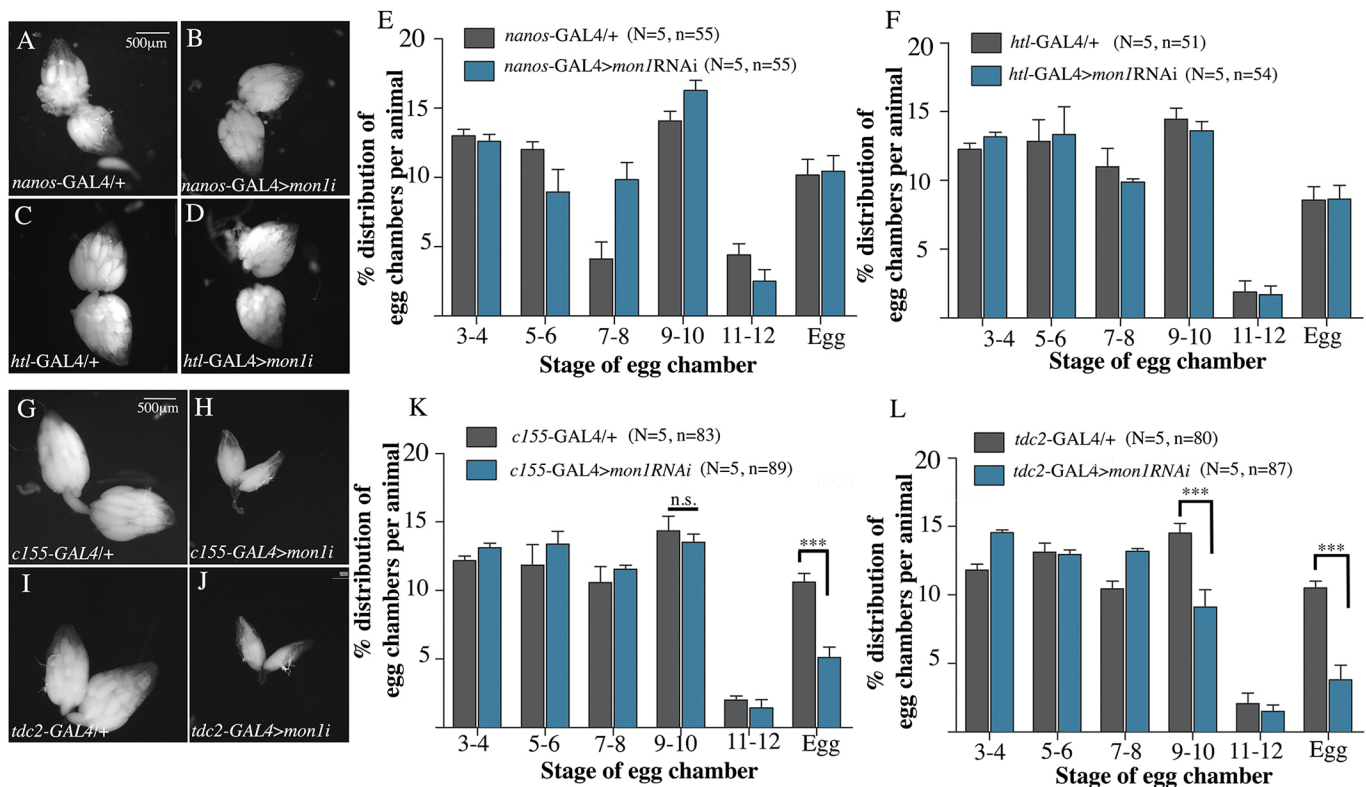 A
500μm
nanos-GAL4/+
B
nanos-GAL4>mon1i
C
htl-GAL4/+
D
htl-GAL4>mon1i
E
nanos-GAL4/+ (N=5, n=55)
nanos-GAL4>mon1RNAi (N=5, n=55)
% distribution of
egg chambers per animal
20
15
10
5
3-4 5-6 7-8 9-10 11-12 Egg
Stage of egg chamber
F
htl-GAL4/+ (N=5, n=51)
htl-GAL4>mon1RNAi (N=5, n=54)
% distribution of
egg chambers per animal
20
15
10
5
3-4 5-6 7-8 9-10 11-12 Egg
Stage of egg chamber
G
500μm
c155-GAL4/+
H
c155-GAL4>mon1i
I
tdc2-GAL4/+
J
tdc2-GAL4>mon1i
K
c155-GAL4/+ (N=5, n=83)
c155-GAL4>mon1RNAi (N=5, n=89)
% distribution of
egg chambers per animal
20
15
10
5
n.s.
***
3-4 5-6 7-8 9-10 11-12 Egg
Stage of egg chamber
L
tdc2-GAL4/+ (N=5, n=80)
tdc2-GAL4>mon1RNAi (N=5, n=87)
% distribution of
egg chambers per animal
20
15
10
5
***
***
3-4 5-6 7-8 9-10 11-12 Egg
Stage of egg chamber